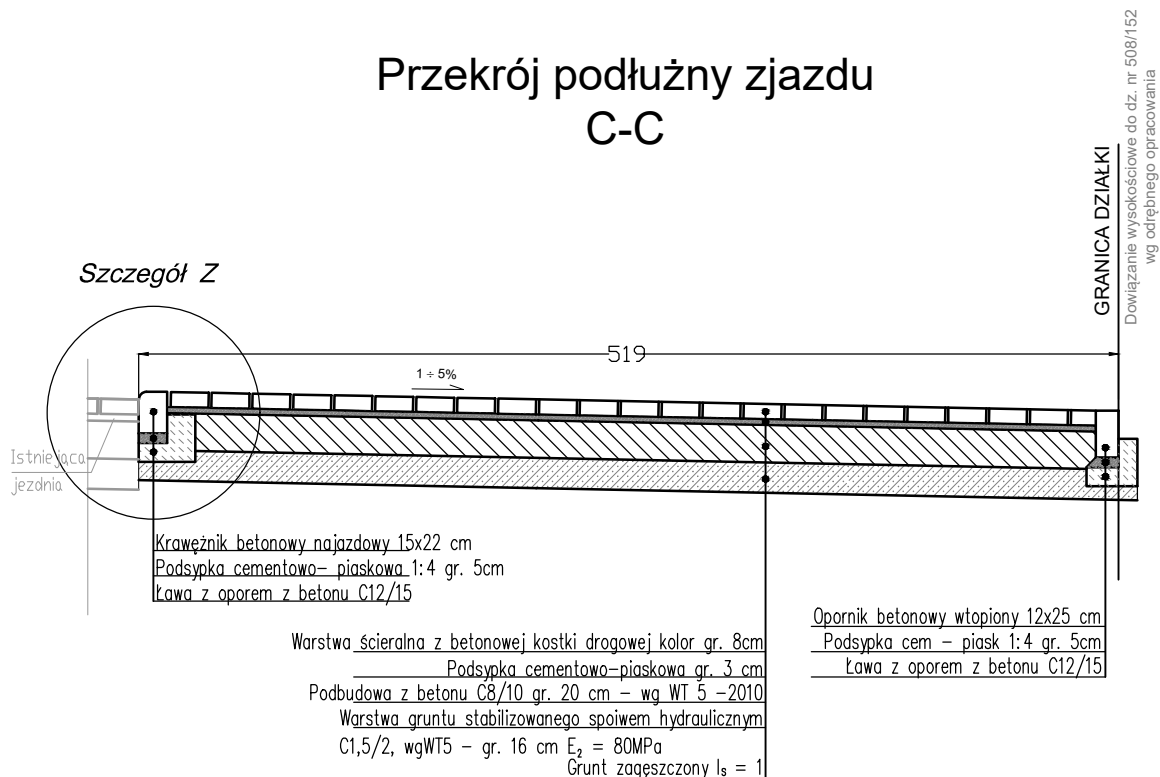 Przekrój podłużny zjazdu
C-C
Dowiązanie wysokościowe do dz. nr 508/152
wg odrębnego opracowania
GRANICA DZIAŁKI
Szczegół Z
519
1 ÷ 5%
Istniejąca
jezdnia
Krawężnik betonowy najazdowy 15x22 cm
Podsypka cementowo- piaskowa 1:4 gr. 5cm
Ława z oporem z betonu C12/15
Opornik betonowy wtopiony 12x25 cm
Podsypka cem - piask 1:4 gr. 5cm
Ława z oporem z betonu C12/15
Warstwa ścieralna z betonowej kostki drogowej kolor gr. 8cm
Podsypka cementowo-piaskowa gr. 3 cm
Podbudowa z betonu C8/10 gr. 20 cm - wg WT 5 -2010
Warstwa gruntu stabilizowanego spoiwem hydraulicznym
C1,5/2, wgWT5 - gr. 16 cm E₂ = 80MPa
Grunt zagęszczony Iₛ = 1